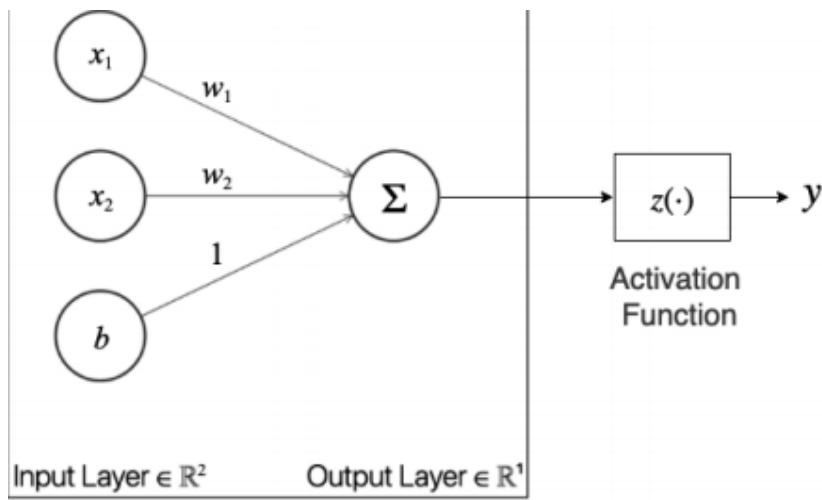 x₁
w₁
x₂
w₂
Σ
z(·)
y
1
b
Activation
Function
Input Layer ∈ ℝ²
Output Layer ∈ ℝ¹